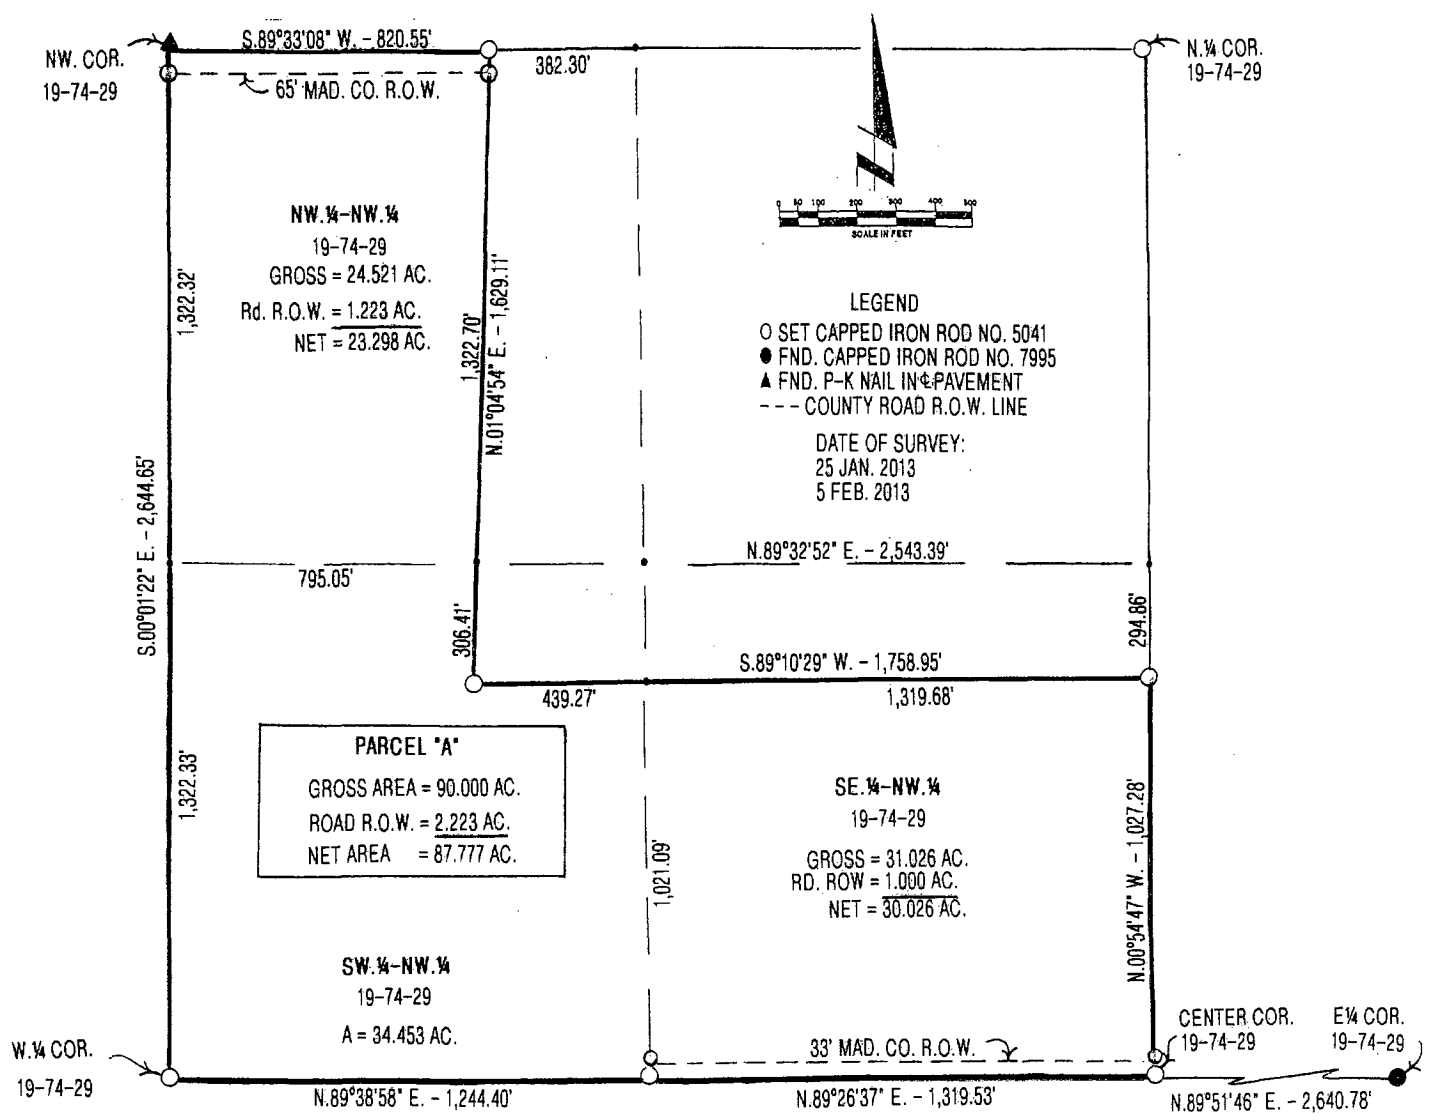 S.89°33'08" W. - 820.55'
NW. COR.
19-74-29
382.30'
N.¼ COR.
19-74-29
65' MAD. CO. R.O.W.
0 50 100 200 300 400 500
SCALE IN FEET
NW.¼-NW.¼
19-74-29
GROSS = 24.521 AC.
Rd. R.O.W. = 1.223 AC.
NET = 23.298 AC.
1,322.32'
1,322.70'
N.01°04'54" E. - 1,629.11'
LEGEND
SET CAPPED IRON ROD NO. 5041
FND. CAPPED IRON ROD NO. 7995
FND. P-K NAIL IN ℄ PAVEMENT
--- COUNTY ROAD R.O.W. LINE
DATE OF SURVEY:
25 JAN. 2013
5 FEB. 2013
S.00°01'22" E. - 2,644.65'
N.89°32'52" E. - 2,543.39'
795.05'
306.41'
294.86'
S.89°10'29" W. - 1,758.95'
439.27'
1,319.68'
PARCEL "A"
GROSS AREA = 90.000 AC.
ROAD R.O.W. = 2.223 AC.
NET AREA = 87.777 AC.
1,322.33'
SE.¼-NW.¼
19-74-29
GROSS = 31.026 AC.
RD. ROW = 1.000 AC.
NET = 30.026 AC.
1,021.09'
N.00°54'47" W. - 1,027.28'
SW.¼-NW.¼
19-74-29
A = 34.453 AC.
W.¼ COR.
19-74-29
33' MAD. CO. R.O.W.
CENTER COR.
19-74-29
E¼ COR.
19-74-29
N.89°38'58" E. - 1,244.40'
N.89°26'37" E. - 1,319.53'
N.89°51'46" E. - 2,640.78'